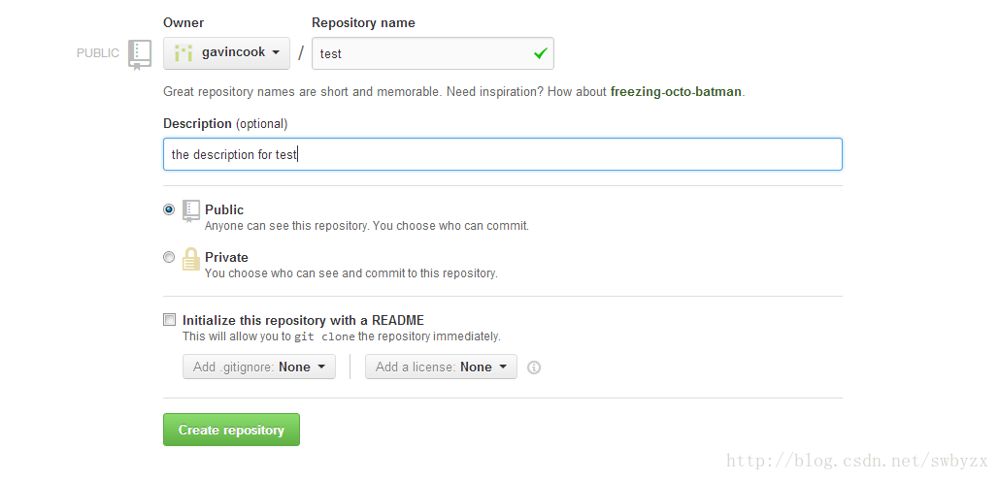 Owner Repository name
PUBLIC gavincook / test
Great repository names are short and memorable. Need inspiration? How about freezing-octo-batman.
Description (optional)
the description for test
Public
Anyone can see this repository. You choose who can commit.
Private
You choose who can see and commit to this repository.
Initialize this repository with a README
This will allow you to git clone the repository immediately.
Add .gitignore: None Add a license: None
Create repository
http://blog.csdn.net/swbyzx